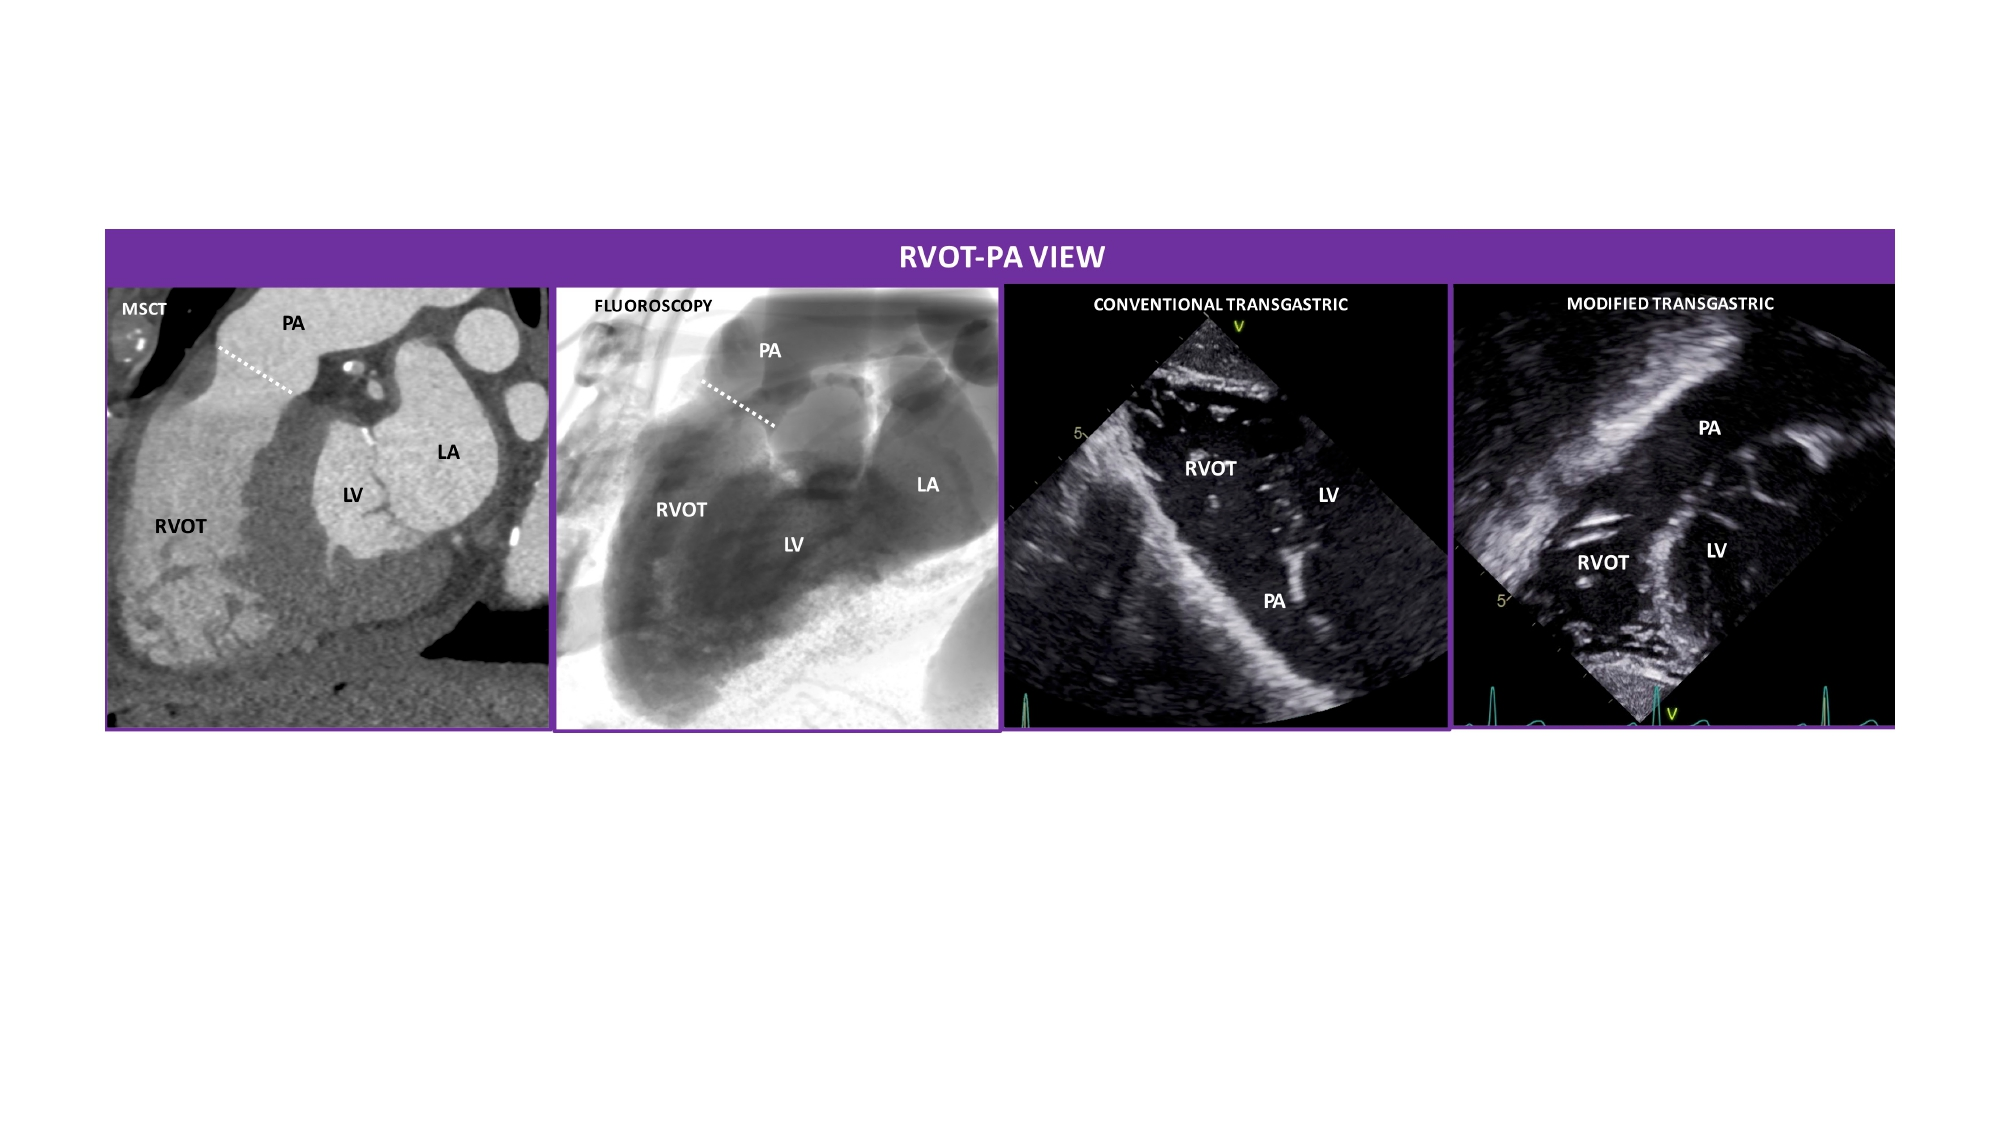 RVOT-PA VIEW
MSCT
PA
LA
LV
RVOT
FLUOROSCOPY
PA
RVOT
LA
LV
CONVENTIONAL TRANSGASTRIC
V
5
RVOT
LV
PA
MODIFIED TRANSGASTRIC
PA
RVOT
LV
5
V